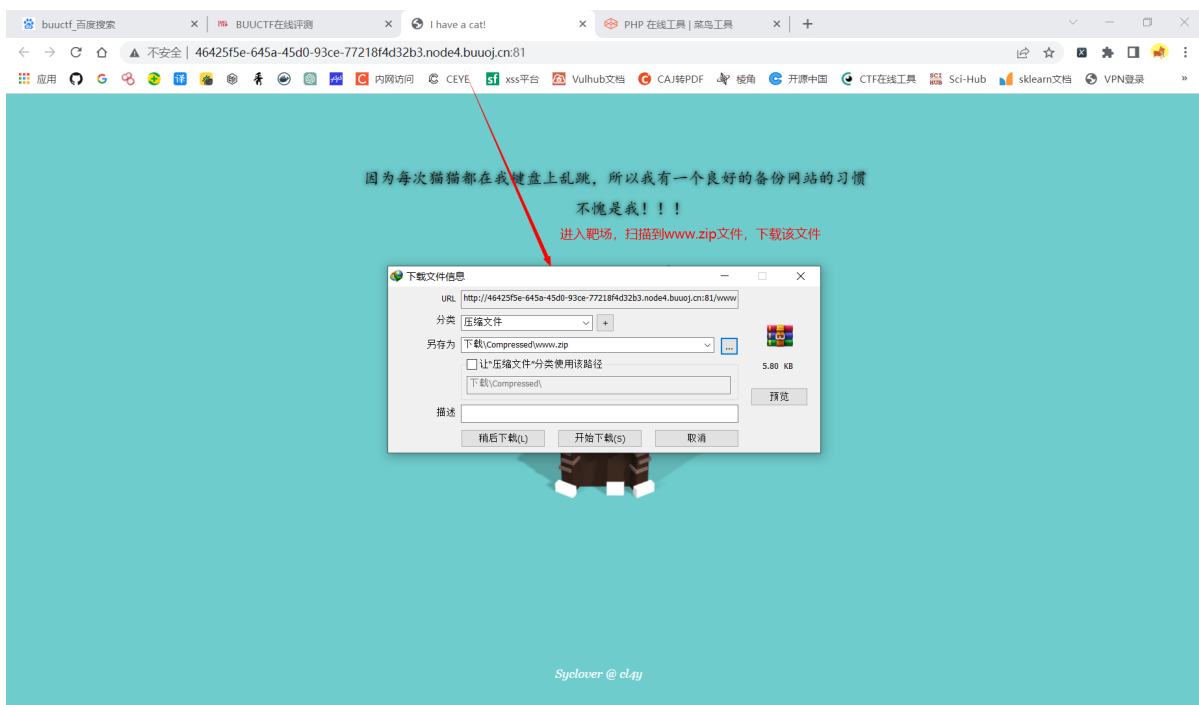 buuctf_百度搜索
BUUCTF在线评测
I have a cat!
PHP 在线工具 | 菜鸟工具
不安全 | 46425f5e-645a-45d0-93ce-77218f4d32b3.node4.buuoj.cn:81
应用 内网访问 CEYE xss平台 Vulhub文档 CAJ转PDF 棱角 开源中国 CTF在线工具 Sci-Hub sklearn文档 VPN登录 »
因为每次猫猫都在我键盘上乱跳，所以我有一个良好的备份网站的习惯
不愧是我！！！
进入靶场，扫描到www.zip文件，下载该文件
下载文件信息
URL http://46425f5e-645a-45d0-93ce-77218f4d32b3.node4.buuoj.cn:81/www
分类 压缩文件 +
另存为 下载\Compressed\www.zip ...
让"压缩文件"分类使用该路径
5.80 KB
下载\Compressed\
预览
描述
稍后下载(L) 开始下载(S) 取消
Syclover @ cl4y